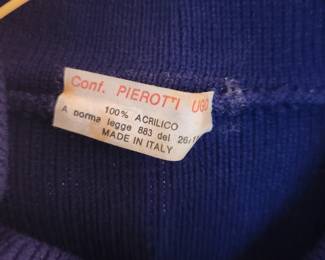 Conf. PIEROTTI UGO
100% ACRILICO
A norma legge 883 del 26/
MADE IN ITALY